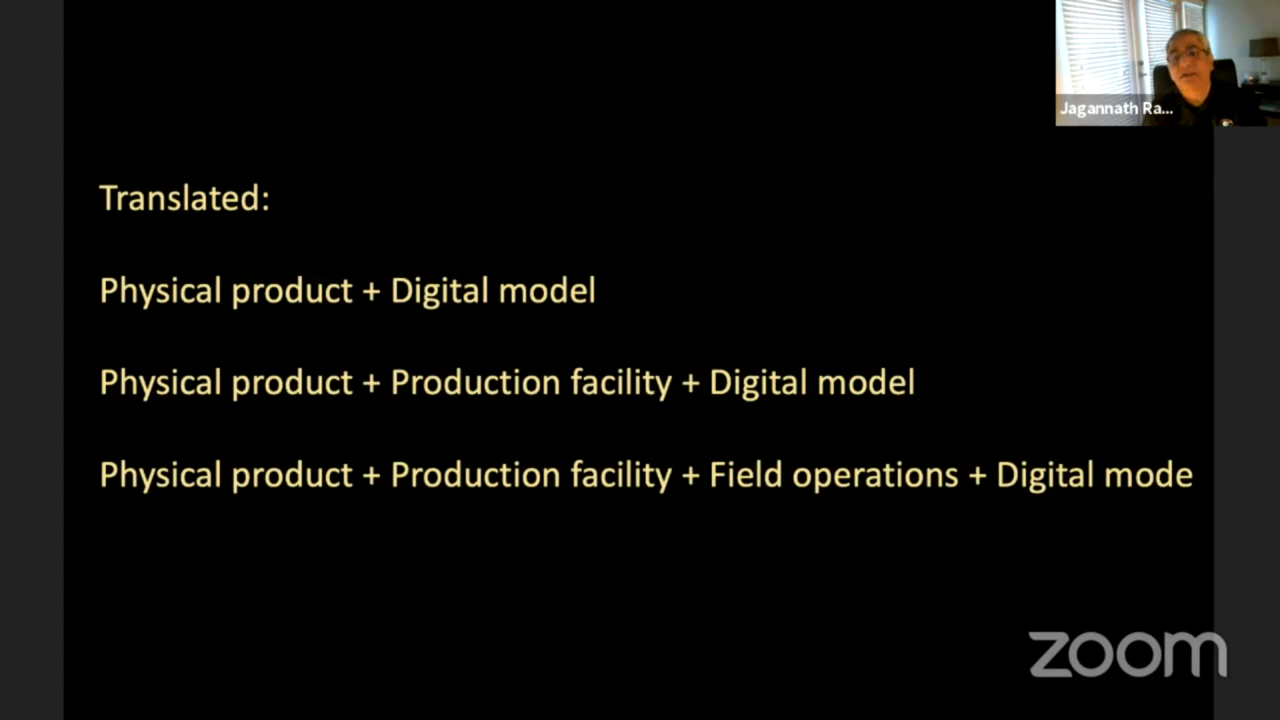 Jagannath Ra...
Translated:
Physical product + Digital model
Physical product + Production facility + Digital model
Physical product + Production facility + Field operations + Digital mode
zoom